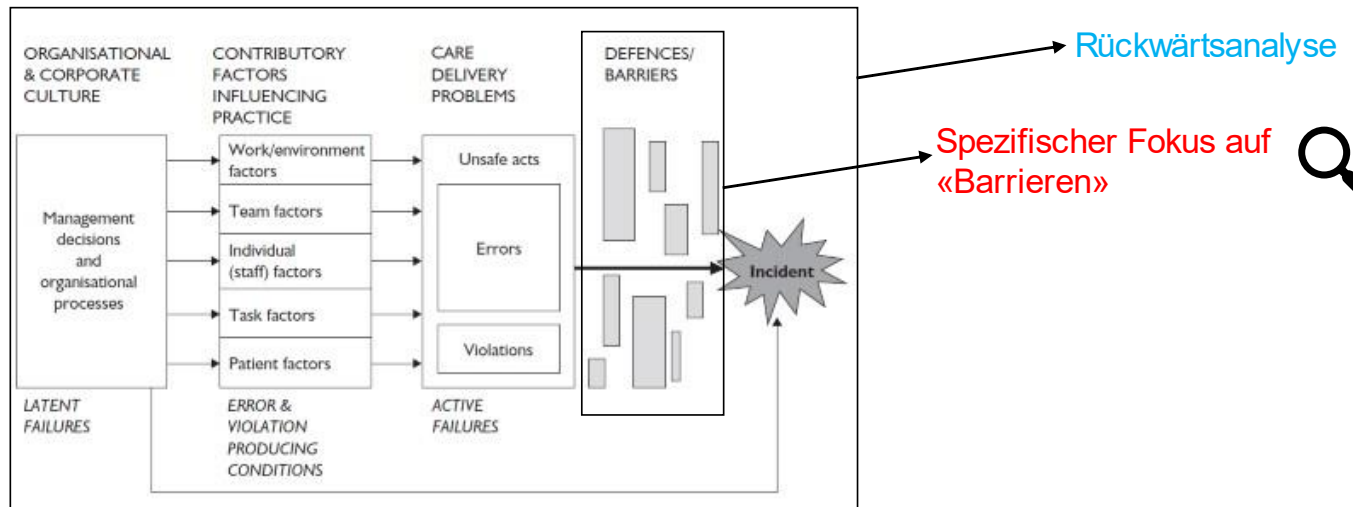 ORGANISATIONAL
& CORPORATE
CULTURE
CONTRIBUTORY
FACTORS
INFLUENCING
PRACTICE
CARE
DELIVERY
PROBLEMS
DEFENCES/
BARRIERS
Management
decisions
and
organisational
processes
Work/environment
factors
Team factors
Individual
(staff) factors
Task factors
Patient factors
Unsafe acts
Errors
Violations
Incident
LATENT
FAILURES
ERROR &
VIOLATION
PRODUCING
CONDITIONS
ACTIVE
FAILURES
Rückwärtsanalyse
Spezifischer Fokus auf
«Barrieren»